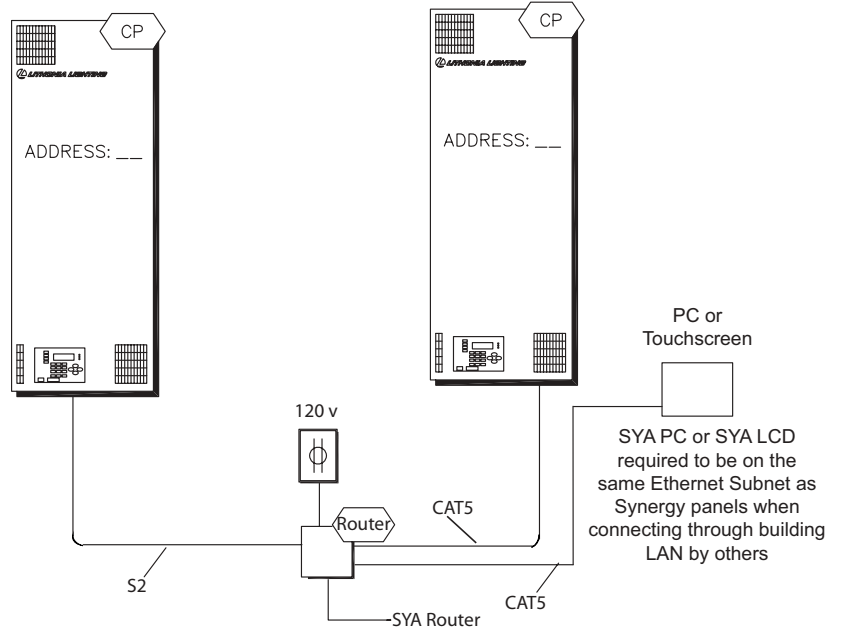 CP
CP
LITHONIA LIGHTING
LITHONIA LIGHTING
ADDRESS: __
ADDRESS: __
PC or
Touchscreen
120 v
SYA PC or SYA LCD
required to be on the
same Ethernet Subnet as
Synergy panels when
connecting through building
LAN by others
Router
CAT5
S2
CAT5
SYA Router